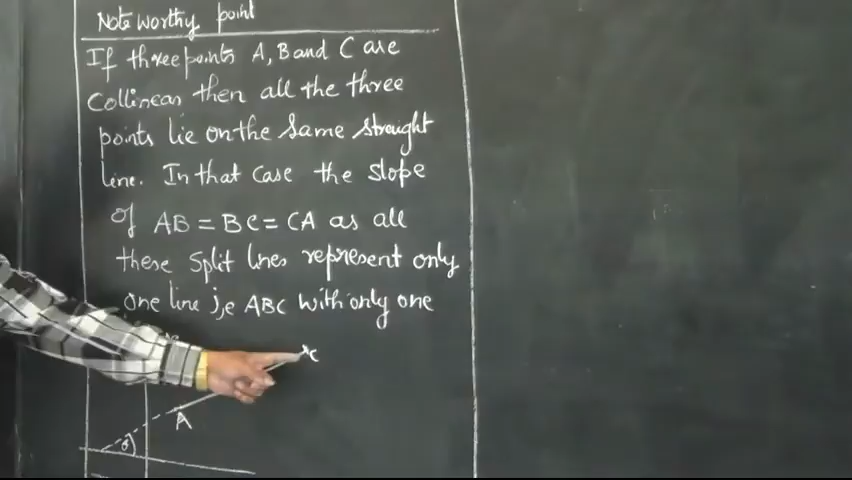 Noteworthy point
If three points A, B and C are
Collinear then all the three
points lie on the same straight
line. In that case the slope
of AB = BC = CA as all
these split lines represent only
one line i,e ABC with only one
C
A
θ